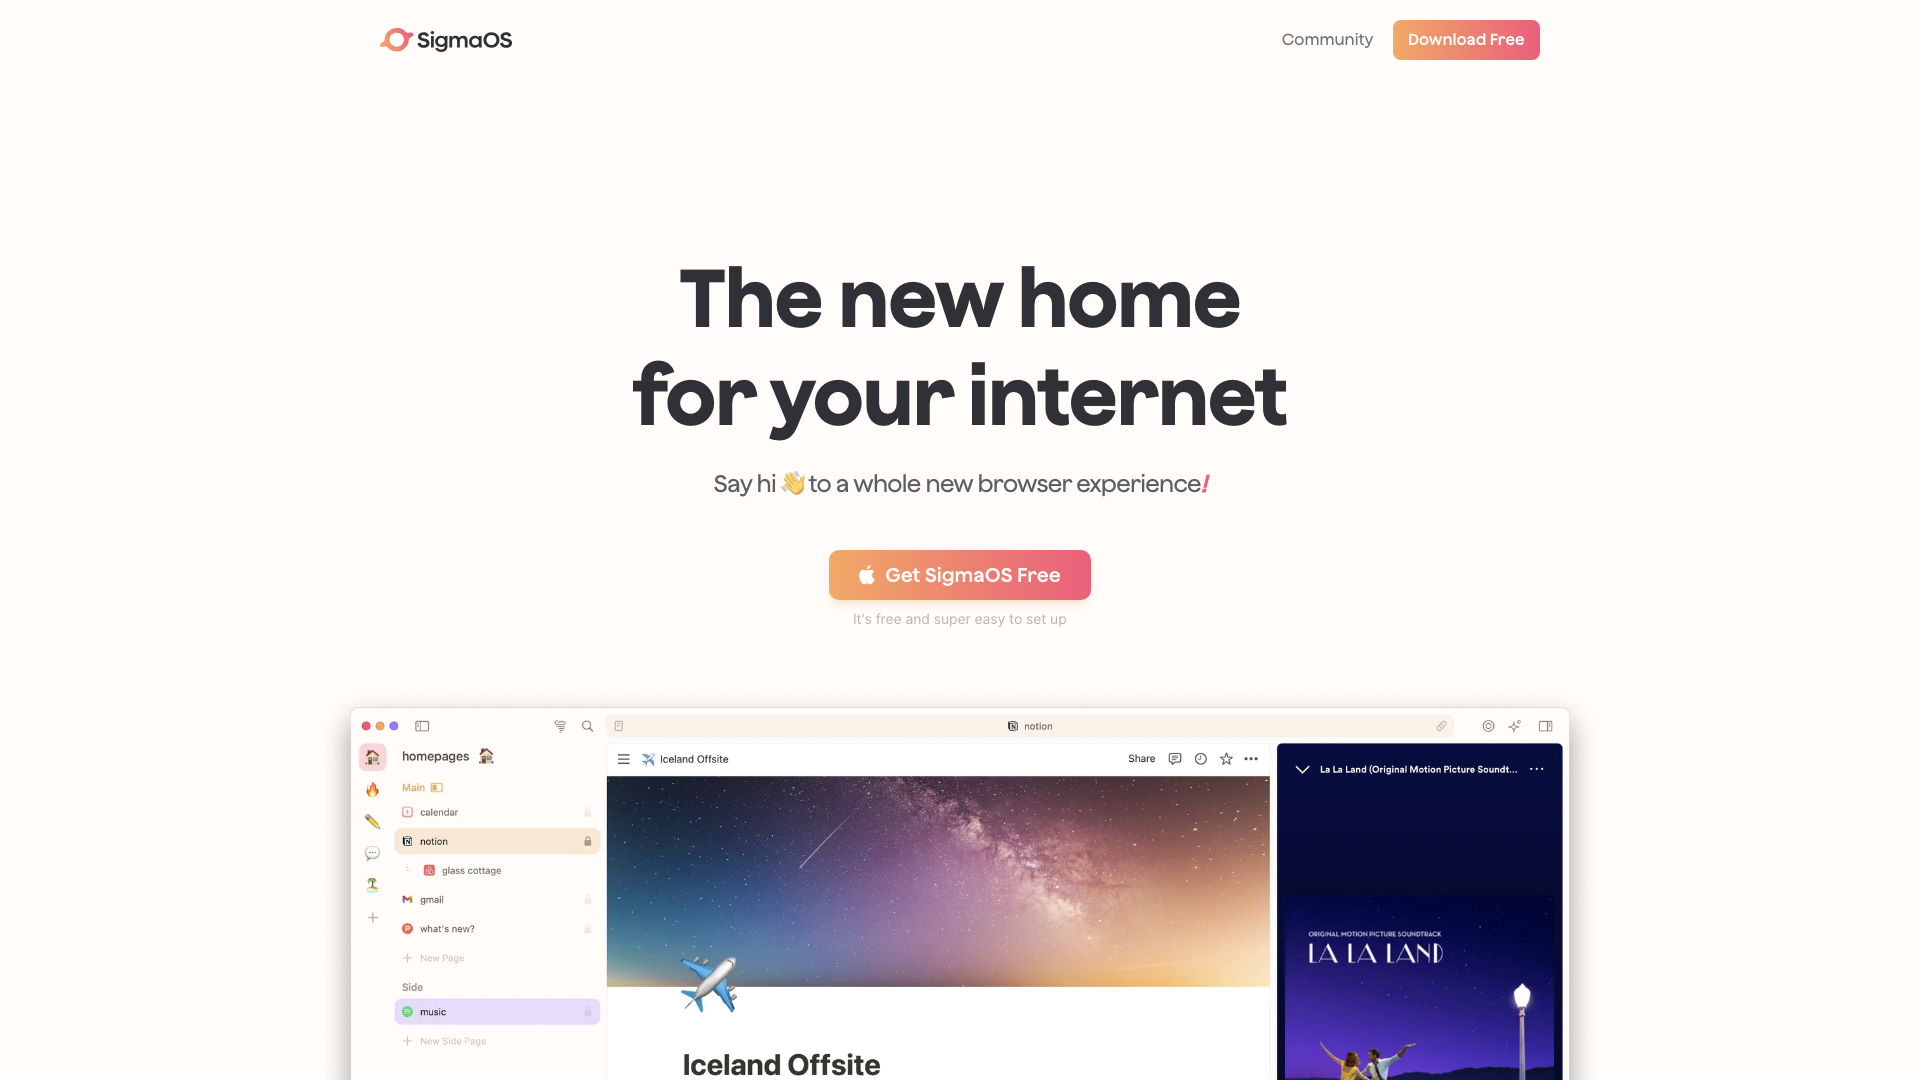 SigmaOS
Community
Download Free
The new home
for your internet
Say hi 👋 to a whole new browser experience!
Get SigmaOS Free
It's free and super easy to set up
notion
homepages
Main
calendar
notion
glass cottage
gmail
what's new?
New Page
Side
music
New Side Page
Iceland Offsite
Share
Iceland Offsite
La La Land (Original Motion Picture Soundt...
ORIGINAL MOTION PICTURE SOUNDTRACK
LA LA LAND